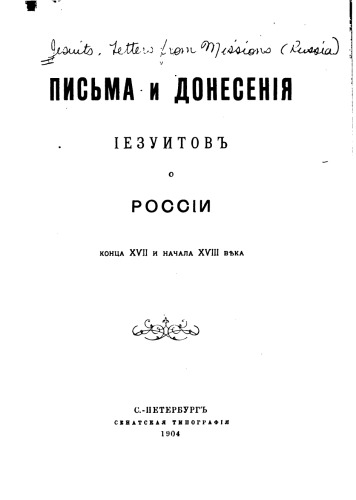 Jesuits. Letters from Missions (Russia)
ПИСЬМА и ДОНЕСЕНІЯ
ІЕЗУИТОВЪ
О
РОССІИ
КОНЦА XVII И НАЧАЛА XVIII ВѢКА
С.-ПЕТЕРБУРГЪ
СЕНАТСКАЯ ТИПОГРАФІЯ
1904